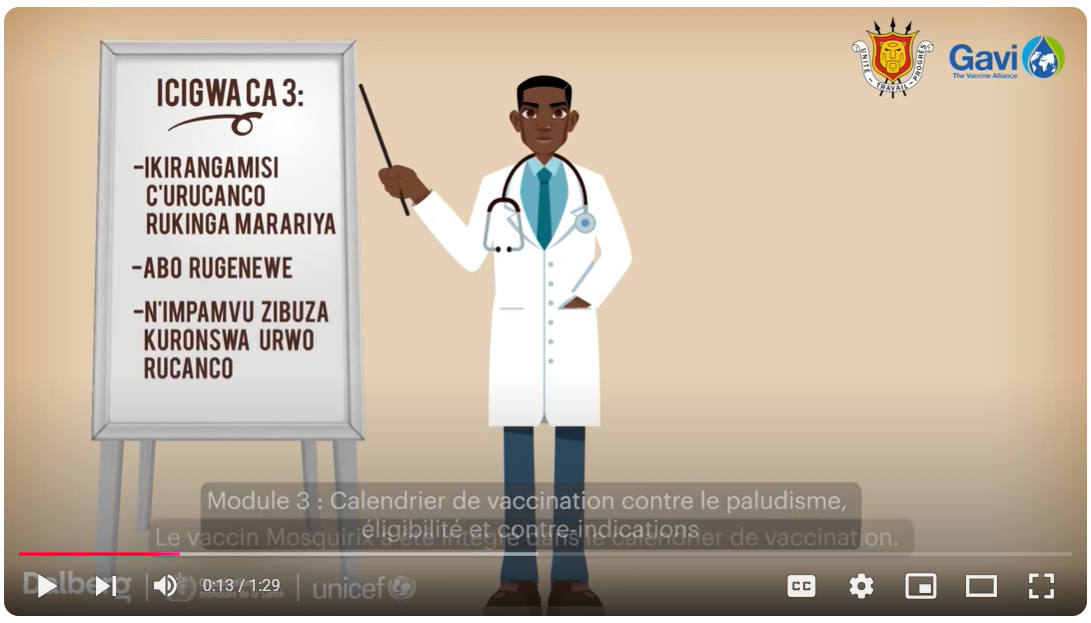 ICIGWA CA 3:
-IKIRANGAMISI
C'URUCANCO
RUKINGA MARARIYA
-ABO RUGENEWE
-N'IMPAMVU ZIBUZA
KURONSWA URWO
RUCANCO
UNITÉ TRAVAIL PROGRÈS
Gavi
The Vaccine Alliance
Module 3 : Calendrier de vaccination contre le paludisme,
éligibilité et contre-indications
Le vaccin Mosquirix a été intégré dans le calendrier de vaccination.
0:13 / 1:29
CC
Dalberg
mondiale de la Santé
unicef